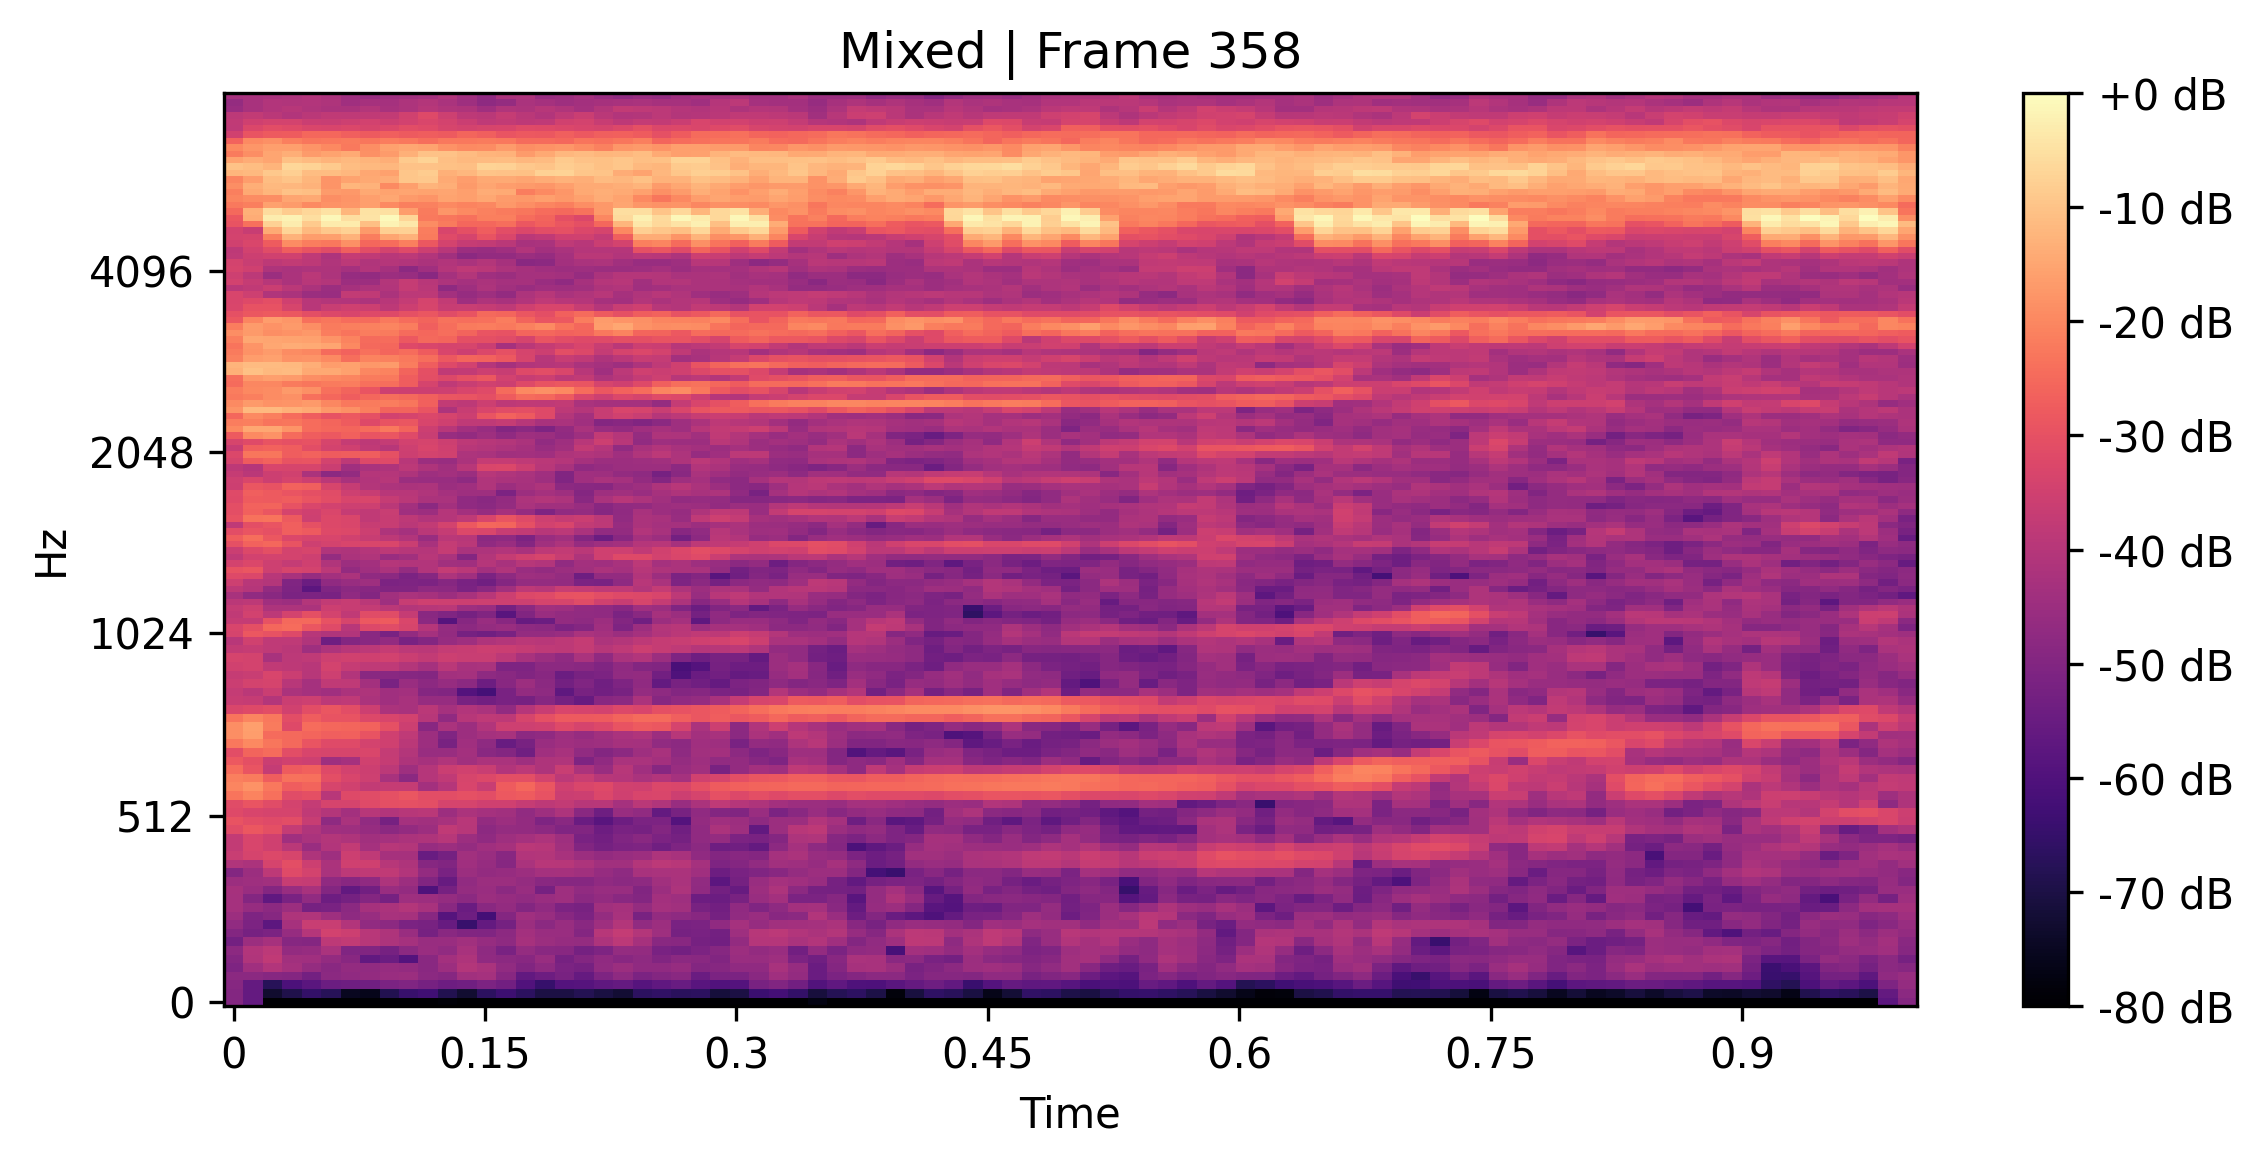 Mixed | Frame 358
+0 dB
-10 dB
-20 dB
-30 dB
-40 dB
-50 dB
-60 dB
-70 dB
-80 dB
4096
2048
1024
512
0
Hz
0 0.15 0.3 0.45 0.6 0.75 0.9
Time